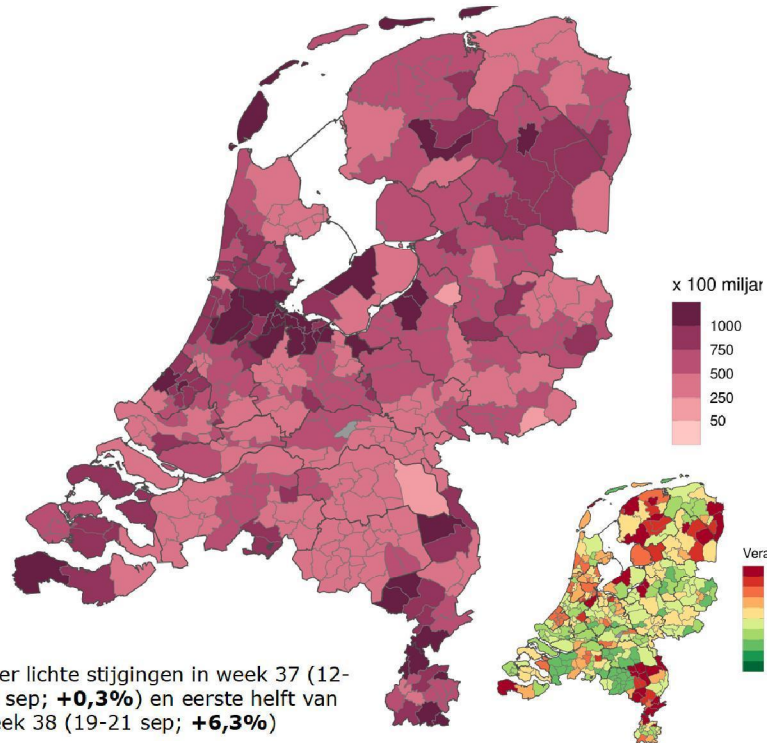 x 100 miljar
1000
750
500
250
50
Vera
er lichte stijgingen in week 37 (12-
sep; +0,3%) en eerste helft van
eek 38 (19-21 sep; +6,3%)